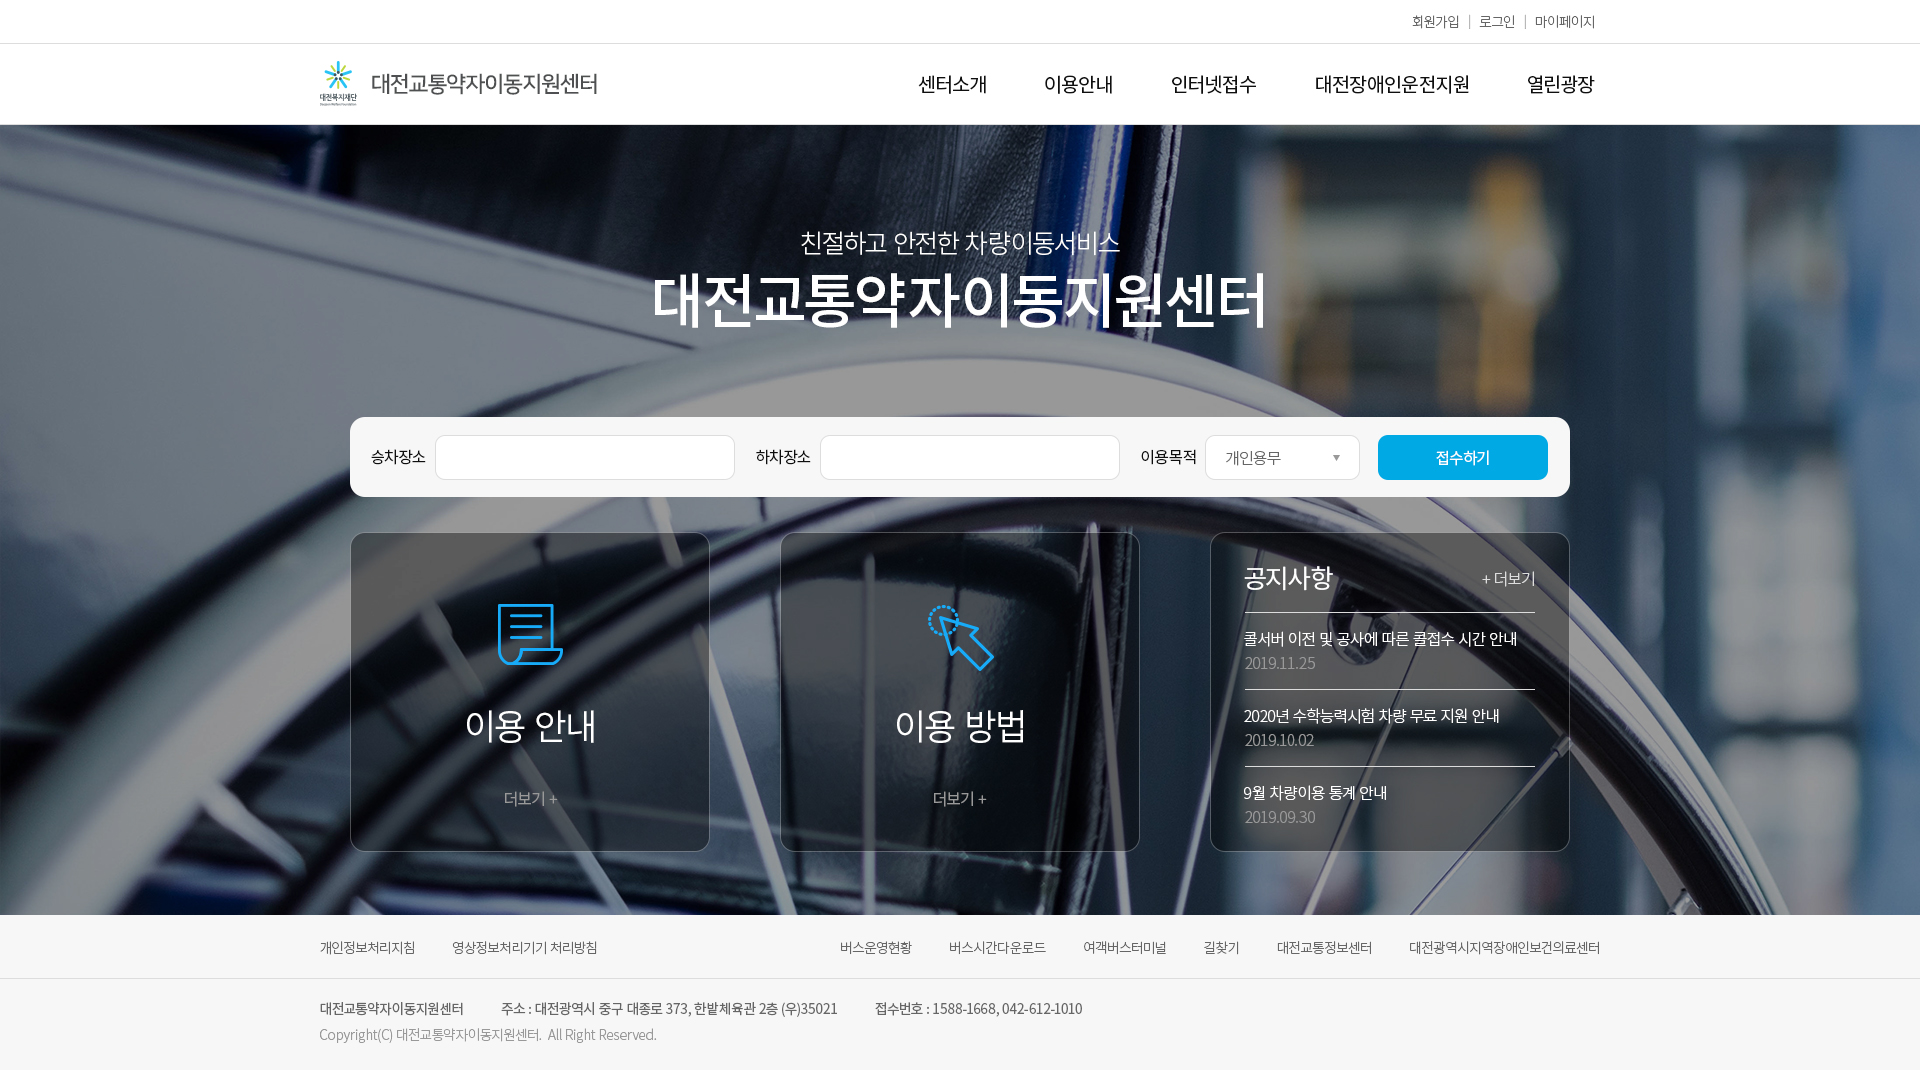 회원가입 | 로그인 | 마이페이지
대전복지재단
대전교통약자이동지원센터
센터소개 이용안내 인터넷접수 대전장애인운전지원 열린광장
친절하고 안전한 차량이동서비스
대전교통약자이동지원센터
승차장소 하차장소 이용목적 개인용무 접수하기
이용 안내
더보기 +
이용 방법
더보기 +
공지사항 + 더보기
콜서버 이전 및 공사에 따른 콜접수 시간 안내
2019.11.25
2020년 수학능력시험 차량 무료 지원 안내
2019.10.02
9월 차량이용 통계 안내
2019.09.30
개인정보처리지침 영상정보처리기기 처리방침 버스운영현황 버스시간다운로드 여객버스터미널 길찾기 대전교통정보센터 대전광역시지역장애인보건의료센터
대전교통약자이동지원센터 주소 : 대전광역시 중구 대종로 373, 한밭체육관 2층 (우)35021 접수번호 : 1588-1668, 042-612-1010
Copyright(C) 대전교통약자이동지원센터. All Right Reserved.